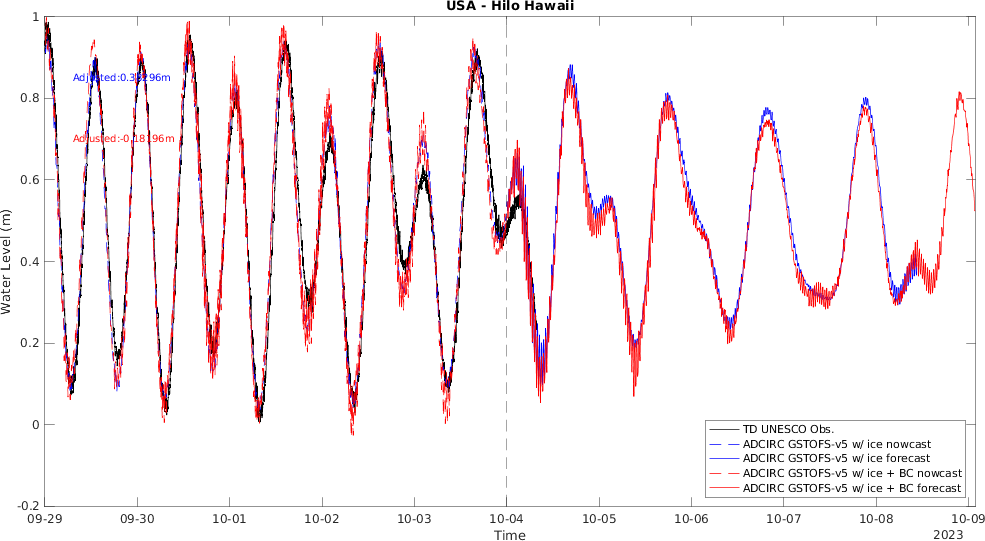 USA - Hilo Hawaii
1
0.8
0.6
0.4
0.2
0
-0.2
Water Level (m)
Adjusted:-0.18196m
TD UNESCO Obs.
ADCIRC GSTOFS-v5 w/ ice nowcast
ADCIRC GSTOFS-v5 w/ ice forecast
ADCIRC GSTOFS-v5 w/ ice + BC nowcast
ADCIRC GSTOFS-v5 w/ ice + BC forecast
09-29 09-30 10-01 10-02 10-03 10-04 10-05 10-06 10-07 10-08 10-09
Time
2023